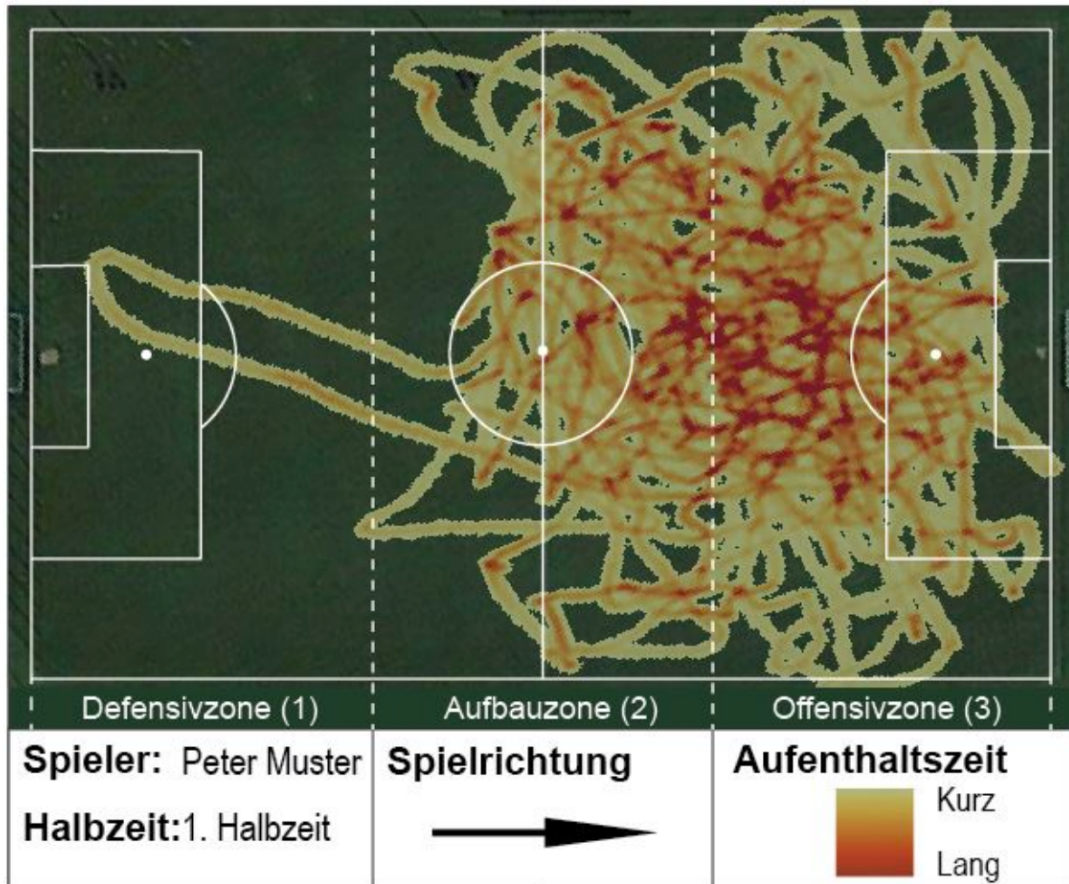 Defensivzone (1)
Aufbauzone (2)
Offensivzone (3)
Spieler: Peter Muster
Halbzeit: 1. Halbzeit
Spielrichtung
Aufenthaltszeit
Kurz
Lang